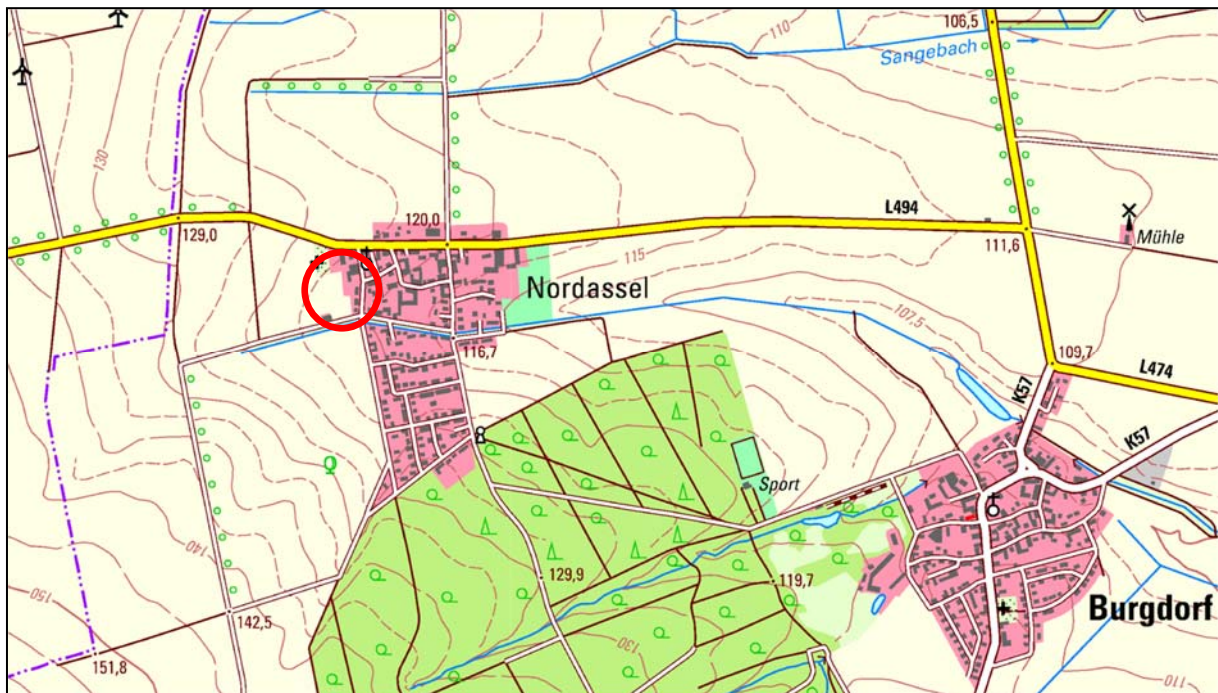 106,5
110
Sangebach
130
120,0
L494
129,0
111,6
Mühle
115
Nordassel
107,5
116,7
109,7
L474
K57
K57
Sport
140
129,9
119,7
150
142,5
Burgdorf
130
151,8
110